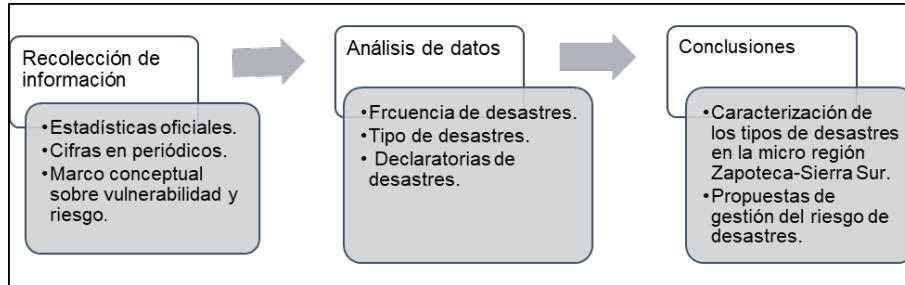 Recolección de
información
•Estadísticas oficiales.
•Cifras en periódicos.
•Marco conceptual
sobre vulnerabilidad y
riesgo.
Análisis de datos
•Frcuencia de desastres.
•Tipo de desastres.
• Declaratorias de
desastres.
Conclusiones
•Caracterización de
los tipos de desastres
en la micro región
Zapoteca-Sierra Sur.
•Propuestas de
gestión del riesgo de
desastres.